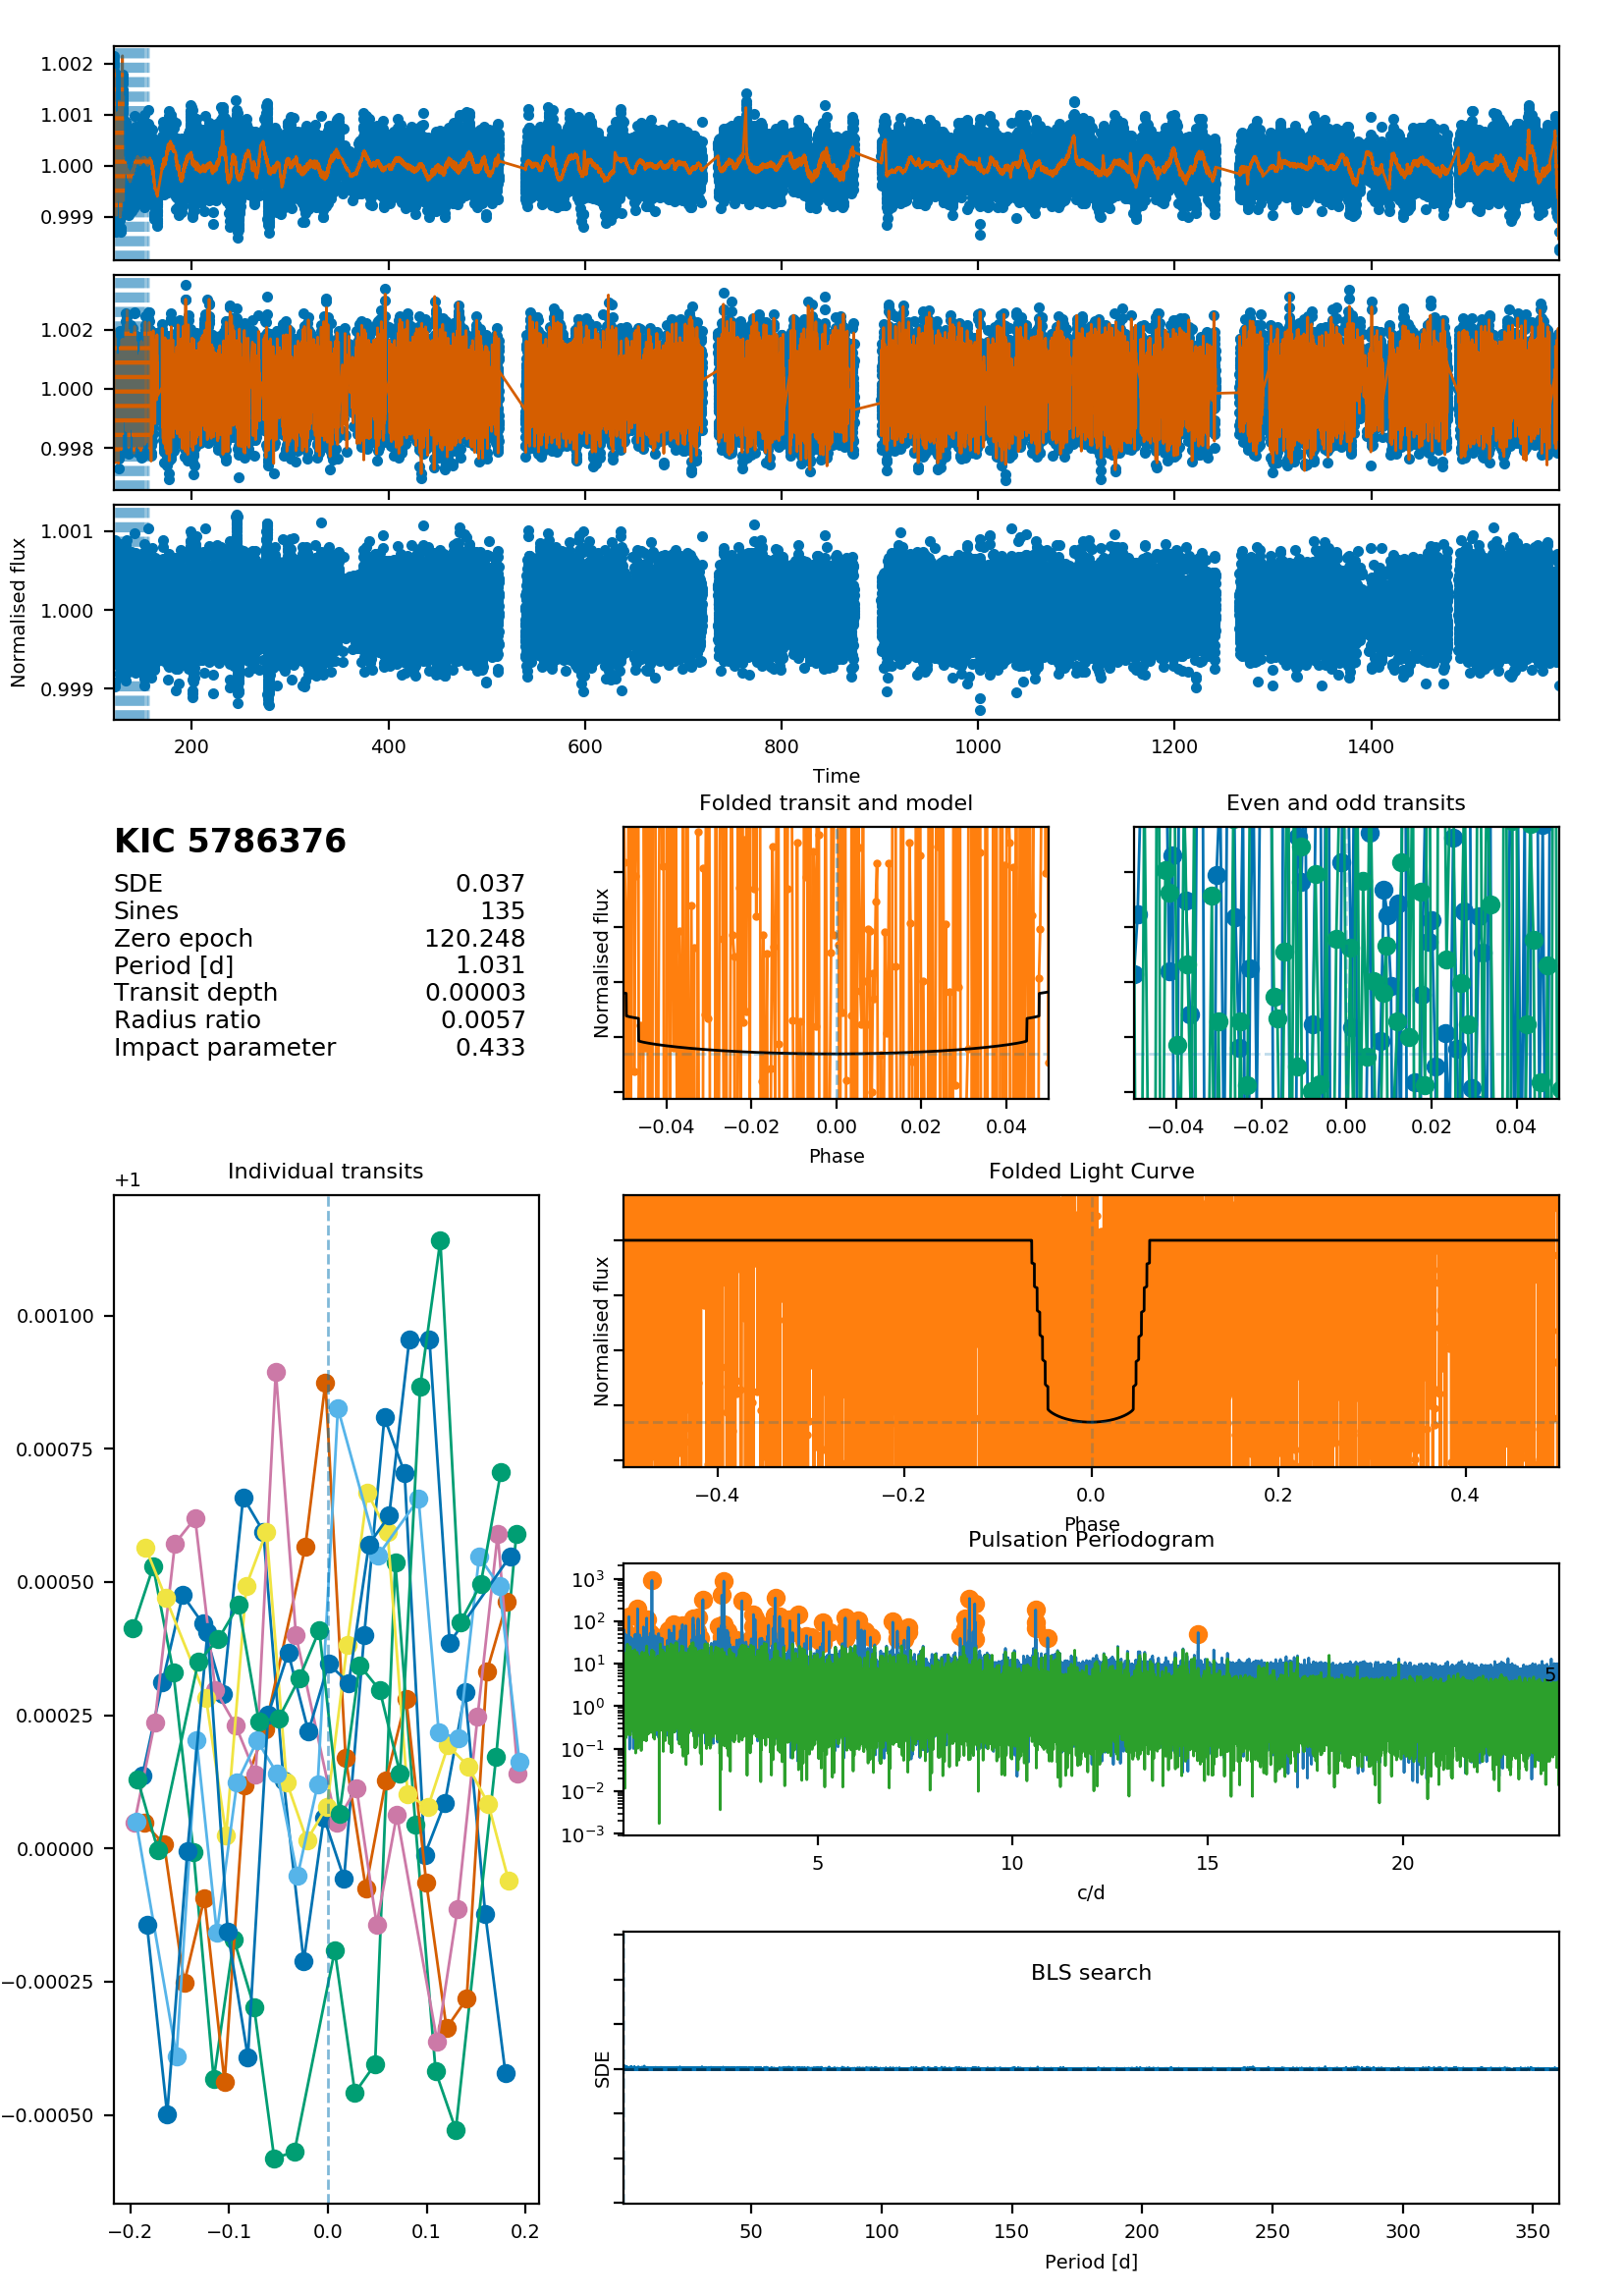 1.002
1.001
1.000
0.999
1.002
1.000
0.998
1.001
1.000
0.999
Normalised flux
200 400 600 800 1000 1200 1400
Time
KIC 5786376
SDE 0.037
Sines 135
Zero epoch 120.248
Period [d] 1.031
Transit depth 0.00003
Radius ratio 0.0057
Impact parameter 0.433
Folded transit and model
Normalised flux
−0.04 −0.02 0.00 0.02 0.04
Phase
Even and odd transits
−0.04 −0.02 0.00 0.02 0.04
Individual transits
+1
0.00100
0.00075
0.00050
0.00025
0.00000
−0.00025
−0.00050
−0.2 −0.1 0.0 0.1 0.2
Folded Light Curve
Normalised flux
−0.4 −0.2 0.0 0.2 0.4
Phase
Pulsation Periodogram
10³
10²
10¹
10⁰
10⁻¹
10⁻²
10⁻³
5
5 10 15 20
c/d
BLS search
SDE
50 100 150 200 250 300 350
Period [d]